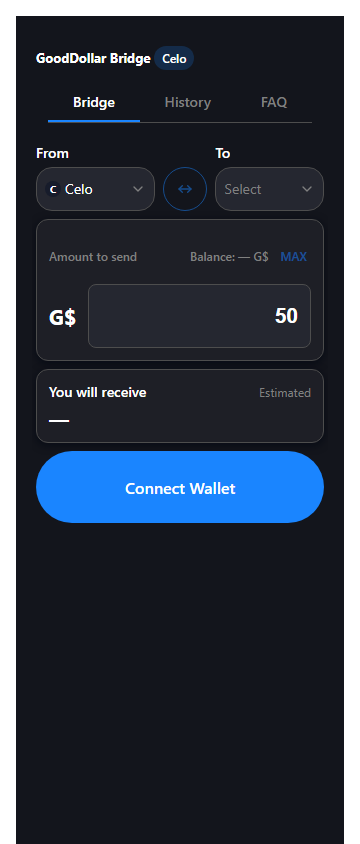 GoodDollar Bridge Celo
Bridge History FAQ
From To
C Celo Select
Amount to send Balance: — G$ MAX
G$ 50
You will receive Estimated
—
Connect Wallet